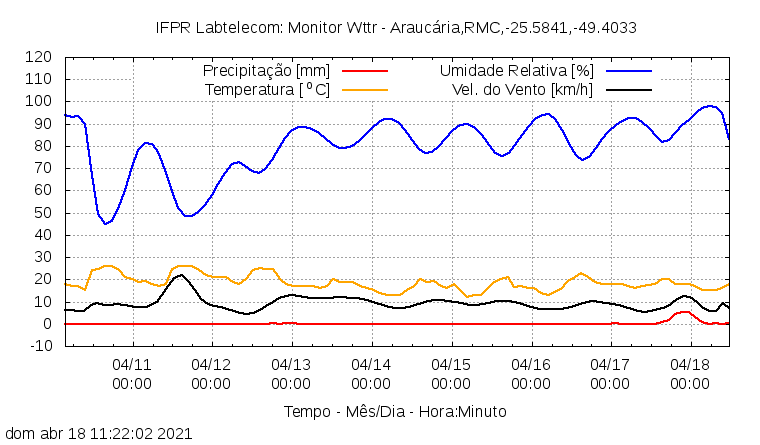 IFPR Labtelecom: Monitor Wttr - Araucária,RMC,-25.5841,-49.4033
120
110
100
90
80
70
60
50
40
30
20
10
0
-10
Precipitação [mm]
Temperatura [⁰C]
Umidade Relativa [%]
Vel. do Vento [km/h]
04/11 04/12 04/13 04/14 04/15 04/16 04/17 04/18
00:00 00:00 00:00 00:00 00:00 00:00 00:00 00:00
Tempo - Mês/Dia - Hora:Minuto
dom abr 18 11:22:02 2021